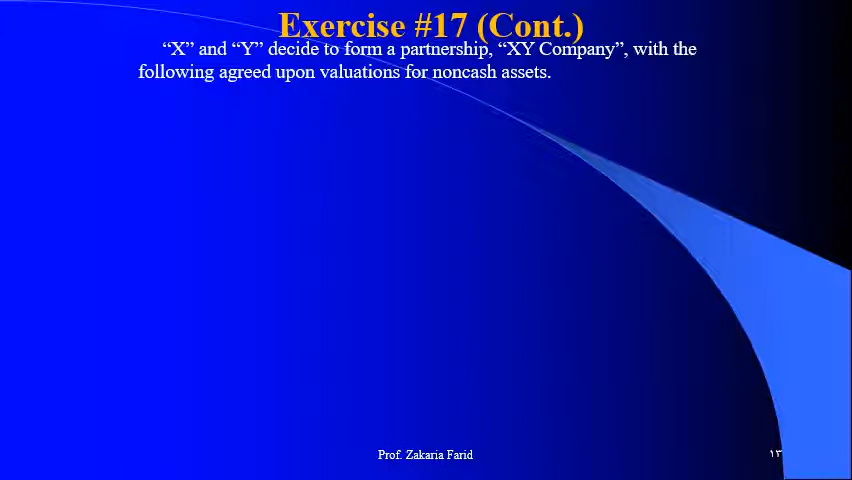 Exercise #17 (Cont.)
“X” and “Y” decide to form a partnership, “XY Company”, with the
following agreed upon valuations for noncash assets.
Prof. Zakaria Farid
١٣